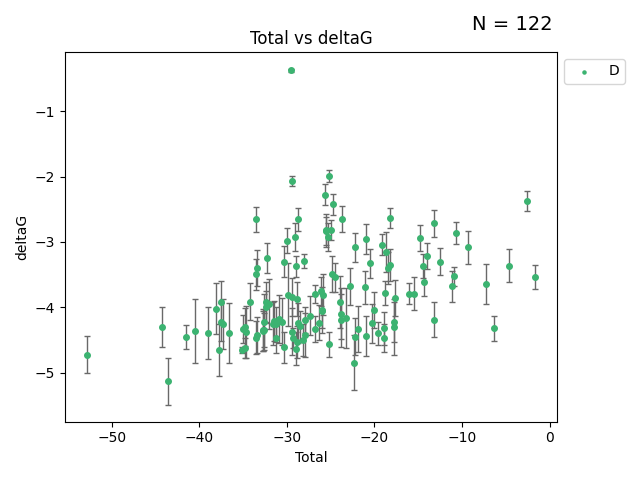 N = 122
Total vs deltaG
D
deltaG
−1
−2
−3
−4
−5
−50
−40
−30
−20
−10
0
Total